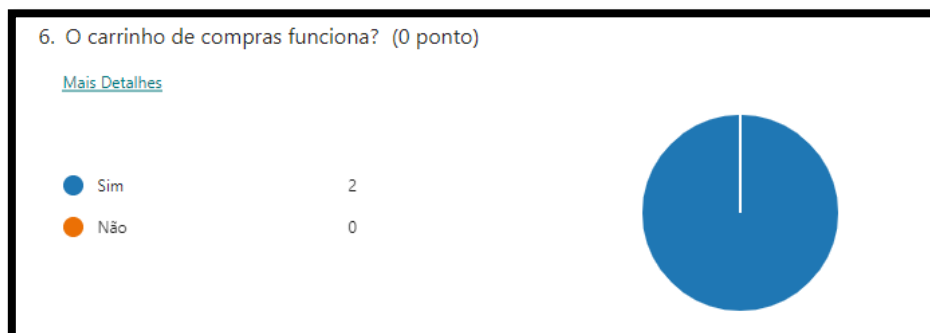 6. O carrinho de compras funciona? (0 ponto)
Mais Detalhes
Sim 2
Não 0